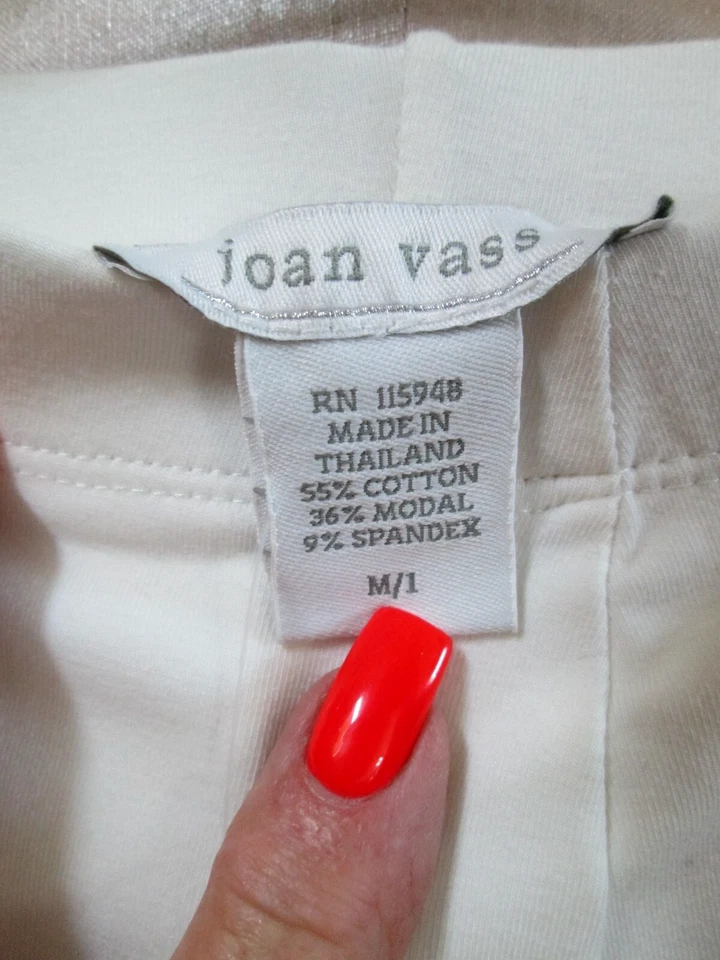 joan vass
RN 115948
MADE IN
THAILAND
55% COTTON
36% MODAL
9% SPANDEX
M/1